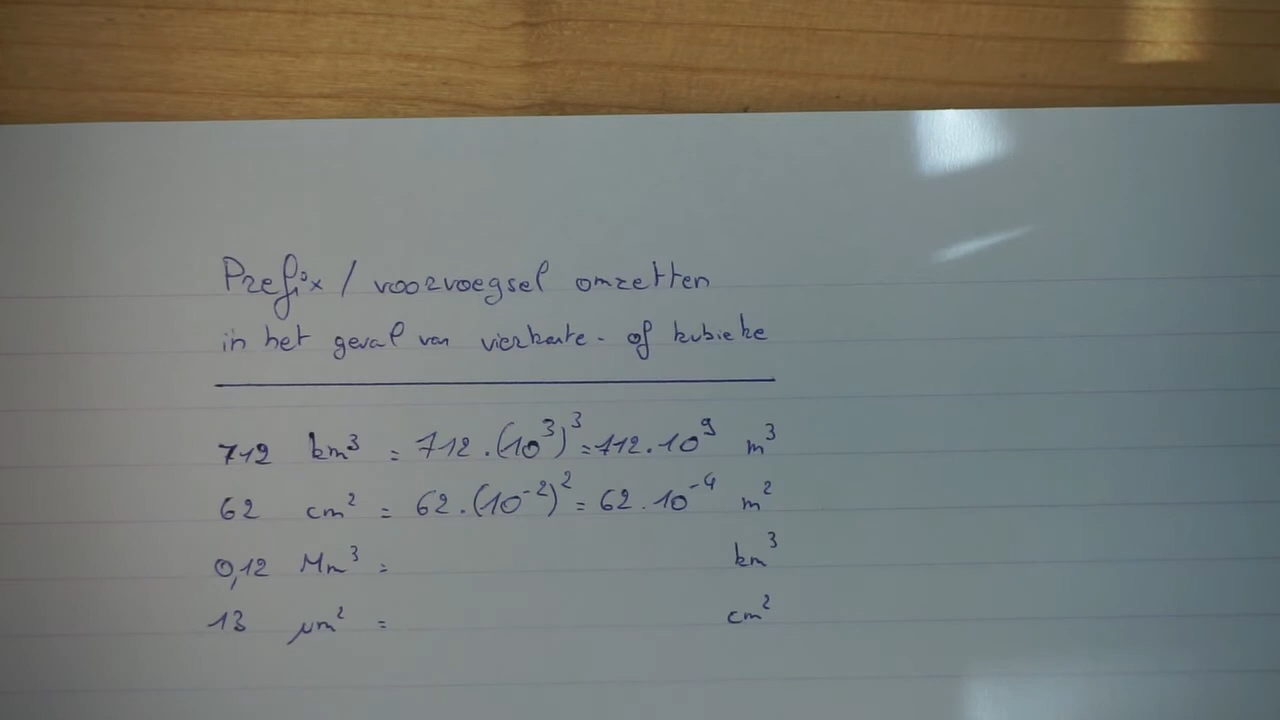 Prefix / voorvoegsel omzetten
in het geval van vierkante- of kubieke
712 km³ = 712.(10³)³ = 712.10⁹ m³
62 cm² = 62.(10⁻²)² = 62.10⁻⁴ m²
0,12 Mm³ = km³
13 µm² = cm²